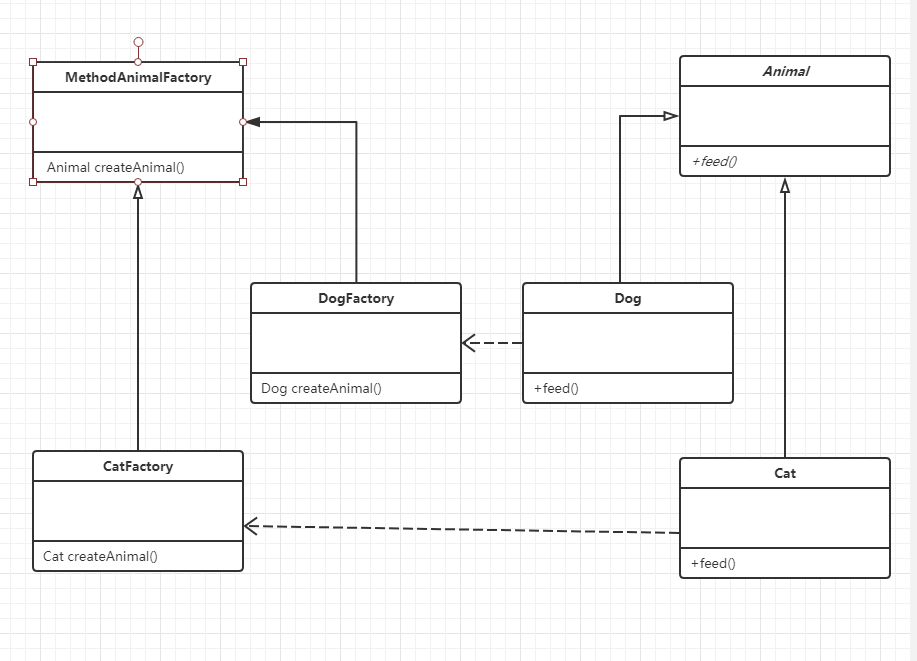 MethodAnimalFactory
Animal createAnimal()
Animal
+feed()
DogFactory
Dog createAnimal()
Dog
+feed()
CatFactory
Cat createAnimal()
Cat
+feed()